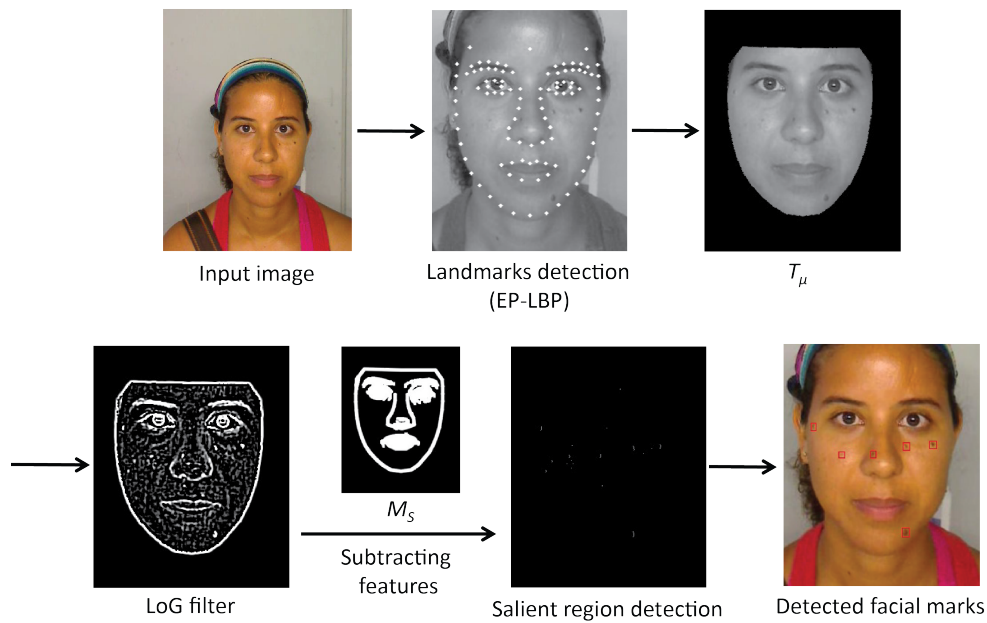 Input image
Landmarks detection
(EP-LBP)
Tμ
LoG filter
MS
Subtracting
features
Salient region detection
Detected facial marks